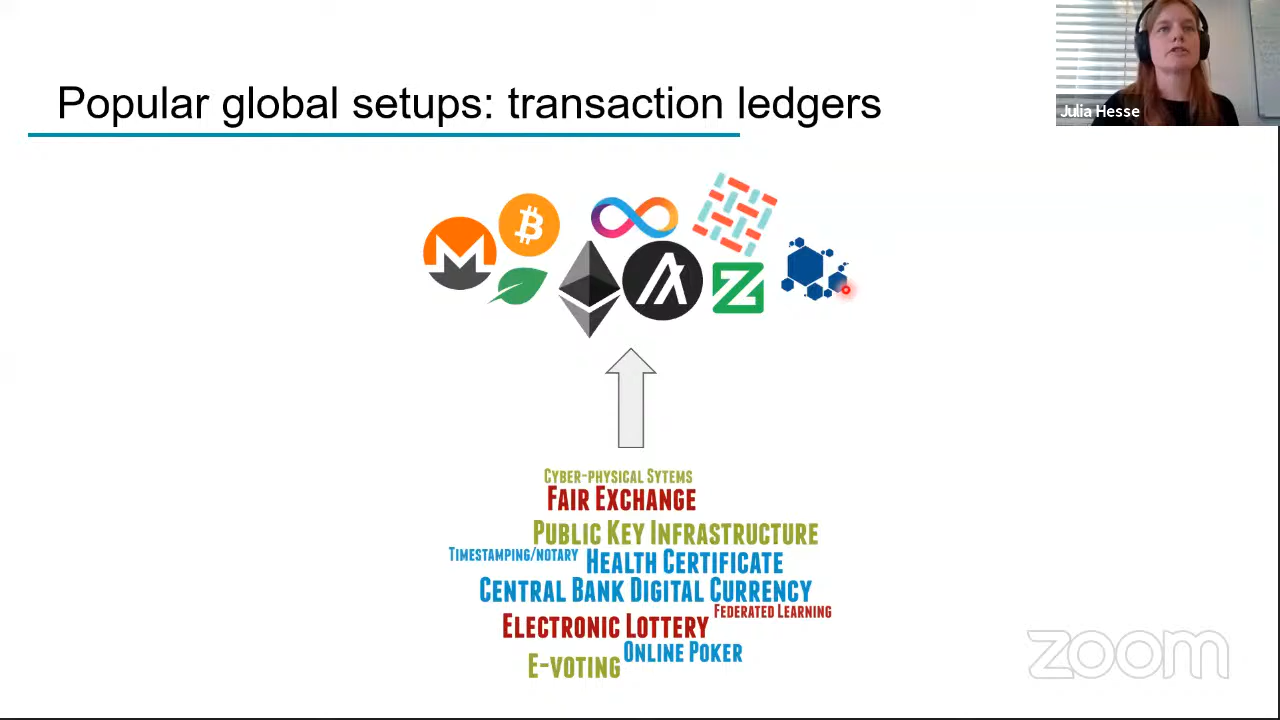 Popular global setups: transaction ledgers
Julia Hesse
Cyber-physical Sytems
Fair Exchange
Public Key Infrastructure
Timestamping/notary
Health Certificate
Central Bank Digital Currency
Federated Learning
Electronic Lottery
Online Poker
E-voting
zoom